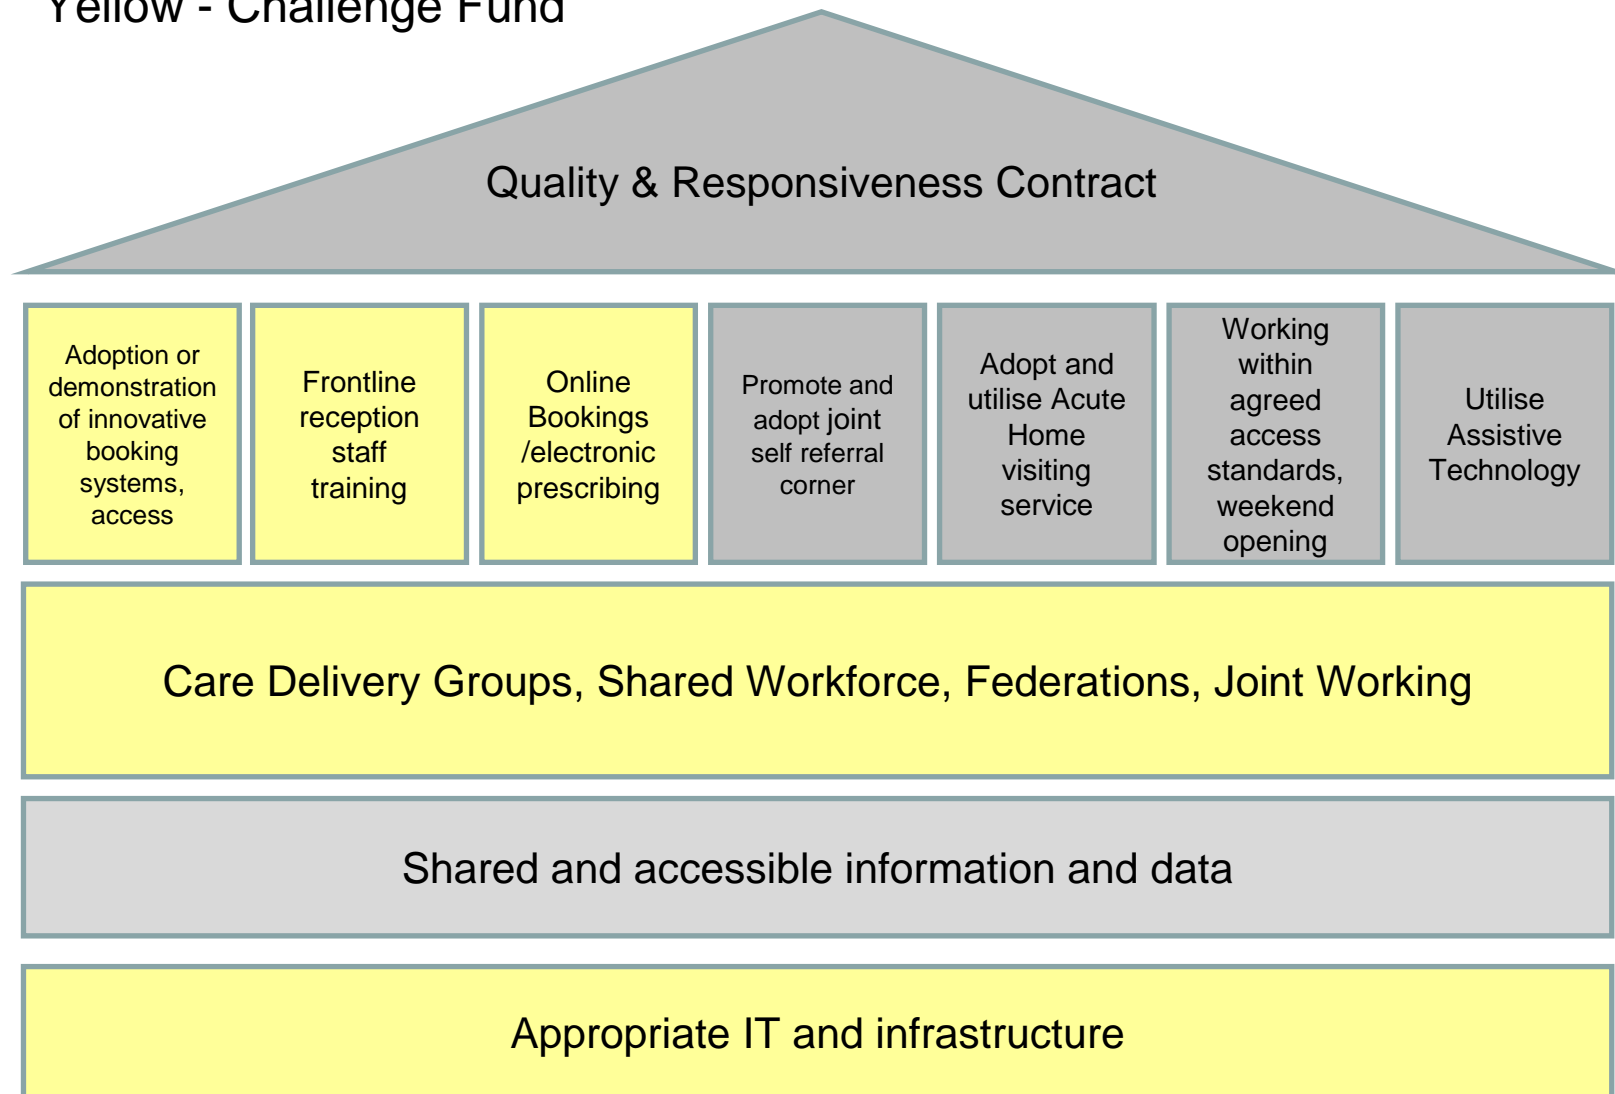 Yellow - Challenge Fund
Quality & Responsiveness Contract
Adoption or
demonstration
of innovative
booking
systems,
access
Frontline
reception
staff
training
Online
Bookings
/electronic
prescribing
Promote and
adopt joint
self referral
corner
Adopt and
utilise Acute
Home
visiting
service
Working
within
agreed
access
standards,
weekend
opening
Utilise
Assistive
Technology
Care Delivery Groups, Shared Workforce, Federations, Joint Working
Shared and accessible information and data
Appropriate IT and infrastructure